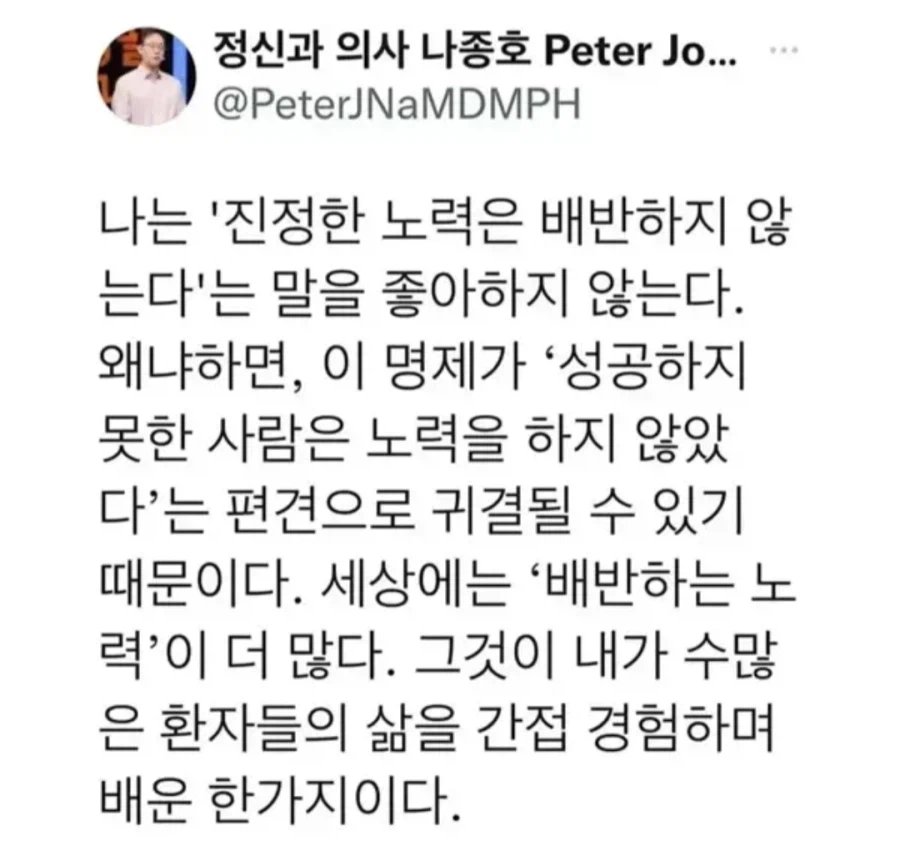 정신과 의사 나종호 Peter Jo...
@PeterJNaMDMPH
나는 '진정한 노력은 배반하지 않
는다'는 말을 좋아하지 않는다.
왜냐하면, 이 명제가 ‘성공하지
못한 사람은 노력을 하지 않았
다’는 편견으로 귀결될 수 있기
때문이다. 세상에는 ‘배반하는 노
력’이 더 많다. 그것이 내가 수많
은 환자들의 삶을 간접 경험하며
배운 한가지이다.